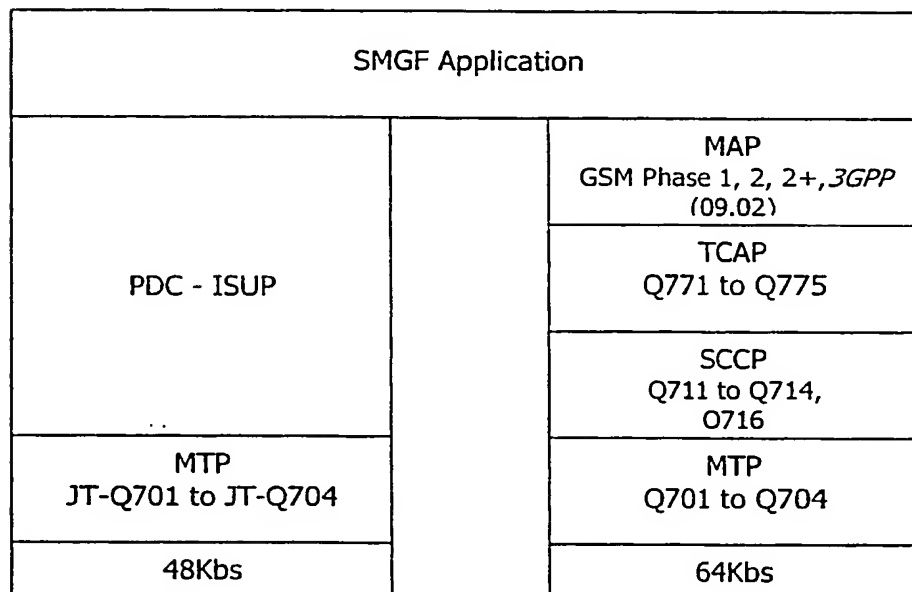 SMGF Application
PDC - ISUP
MTP
JT-Q701 to JT-Q704
48Kbs
MAP
GSM Phase 1, 2, 2+,3GPP
(09.02)
TCAP
Q771 to Q775
SCCP
Q711 to Q714,
O716
MTP
Q701 to Q704
64Kbs